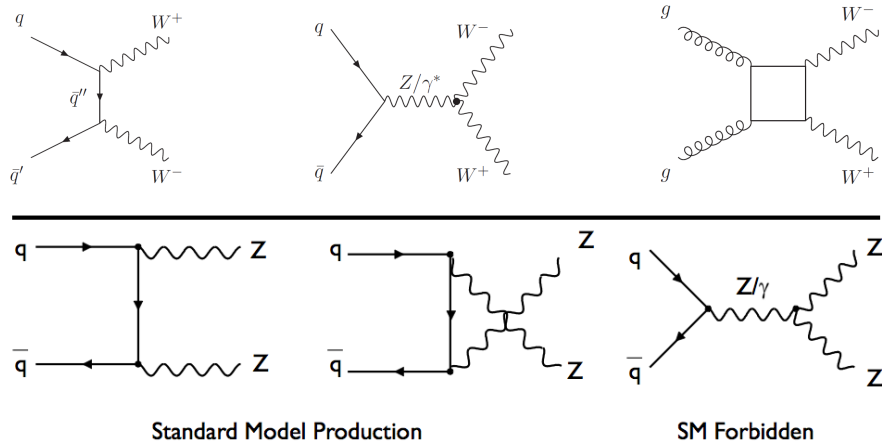 q
W⁺
q̄''
q̄'
W⁻
q
W⁻
Z/γ*
q̄
W⁺
g
W⁻
g
W⁺
q
Z
q̄
Z
q
Z
q̄
Z
q
Z
Z/γ
q̄
Z
Standard Model Production
SM Forbidden